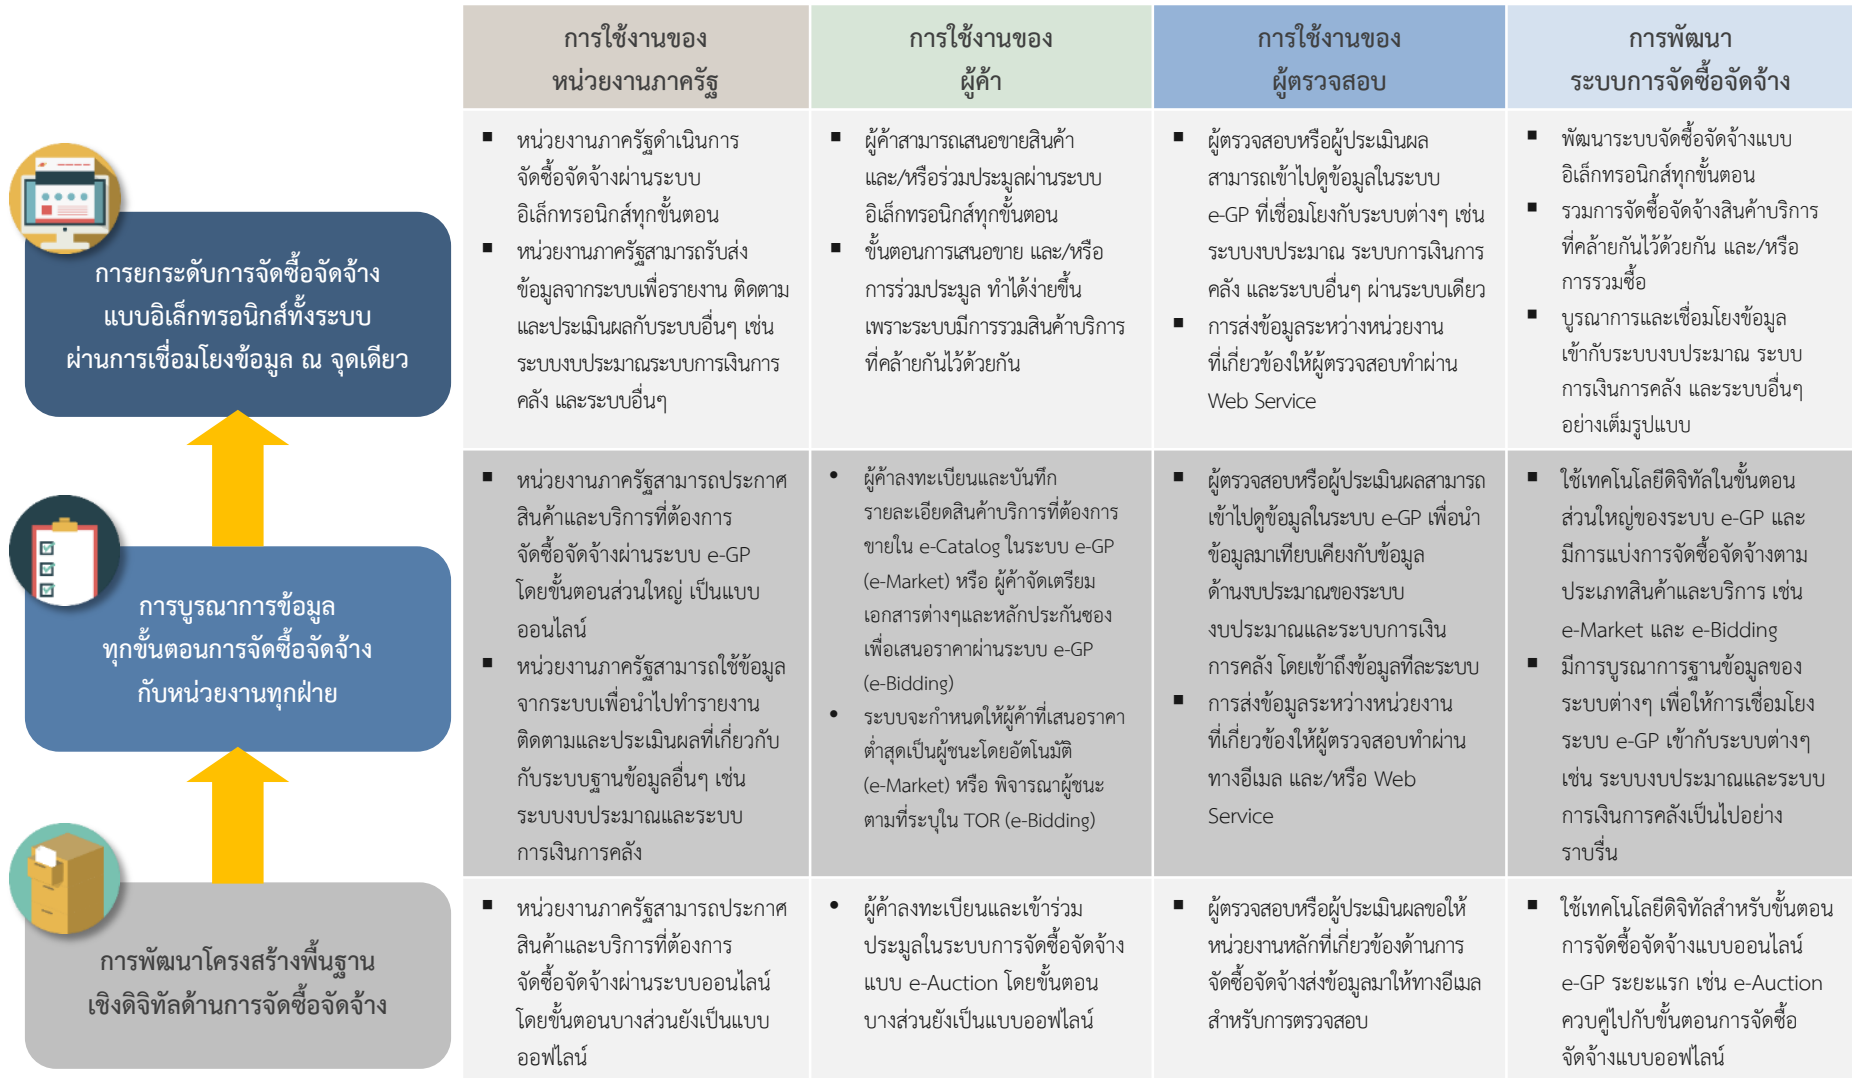 การใช้งานของ
หน่วยงานภาครัฐ
การใช้งานของ
ผู้ค้า
การใช้งานของ
ผู้ตรวจสอบ
การพัฒนา
ระบบการจัดซื้อจัดจ้าง
การยกระดับการจัดซื้อจัดจ้าง
แบบอิเล็กทรอนิกส์ทั้งระบบ
ผ่านการเชื่อมโยงข้อมูล ณ จุดเดียว
▪ หน่วยงานภาครัฐดำเนินการ
จัดซื้อจัดจ้างผ่านระบบ
อิเล็กทรอนิกส์ทุกขั้นตอน
▪ หน่วยงานภาครัฐสามารถรับส่ง
ข้อมูลจากระบบเพื่อรายงาน ติดตาม
และประเมินผลกับระบบอื่นๆ เช่น
ระบบงบประมาณระบบการเงินการ
คลัง และระบบอื่นๆ
▪ ผู้ค้าสามารถเสนอขายสินค้า
และ/หรือร่วมประมูลผ่านระบบ
อิเล็กทรอนิกส์ทุกขั้นตอน
▪ ขั้นตอนการเสนอขาย และ/หรือ
การร่วมประมูล ทำได้ง่ายขึ้น
เพราะระบบมีการรวมสินค้าบริการ
ที่คล้ายกันไว้ด้วยกัน
▪ ผู้ตรวจสอบหรือผู้ประเมินผล
สามารถเข้าไปดูข้อมูลในระบบ
e-GP ที่เชื่อมโยงกับระบบต่างๆ เช่น
ระบบงบประมาณ ระบบการเงินการ
คลัง และระบบอื่นๆ ผ่านระบบเดียว
▪ การส่งข้อมูลระหว่างหน่วยงาน
ที่เกี่ยวข้องให้ผู้ตรวจสอบทำผ่าน
Web Service
▪ พัฒนาระบบจัดซื้อจัดจ้างแบบ
อิเล็กทรอนิกส์ทุกขั้นตอน
▪ รวมการจัดซื้อจัดจ้างสินค้าบริการ
ที่คล้ายกันไว้ด้วยกัน และ/หรือ
การรวมซื้อ
▪ บูรณาการและเชื่อมโยงข้อมูล
เข้ากับระบบงบประมาณ ระบบ
การเงินการคลัง และระบบอื่นๆ
อย่างเต็มรูปแบบ
การบูรณาการข้อมูล
ทุกขั้นตอนการจัดซื้อจัดจ้าง
กับหน่วยงานทุกฝ่าย
▪ หน่วยงานภาครัฐสามารถประกาศ
สินค้าและบริการที่ต้องการ
จัดซื้อจัดจ้างผ่านระบบ e-GP
โดยขั้นตอนส่วนใหญ่ เป็นแบบ
ออนไลน์
▪ หน่วยงานภาครัฐสามารถใช้ข้อมูล
จากระบบเพื่อนำไปทำรายงาน
ติดตามและประเมินผลที่เกี่ยวกับ
กับระบบฐานข้อมูลอื่นๆ เช่น
ระบบงบประมาณและระบบ
การเงินการคลัง
• ผู้ค้าลงทะเบียนและบันทึก
รายละเอียดสินค้าบริการที่ต้องการ
ขายใน e-Catalog ในระบบ e-GP
(e-Market) หรือ ผู้ค้าจัดเตรียม
เอกสารต่างๆและหลักประกันซอง
เพื่อเสนอราคาผ่านระบบ e-GP
(e-Bidding)
• ระบบจะกำหนดให้ผู้ค้าที่เสนอราคา
ต่ำสุดเป็นผู้ชนะโดยอัตโนมัติ
(e-Market) หรือ พิจารณาผู้ชนะ
ตามที่ระบุใน TOR (e-Bidding)
▪ ผู้ตรวจสอบหรือผู้ประเมินผลสามารถ
เข้าไปดูข้อมูลในระบบ e-GP เพื่อนำ
ข้อมูลมาเทียบเคียงกับข้อมูล
ด้านงบประมาณของระบบ
งบประมาณและระบบการเงิน
การคลัง โดยเข้าถึงข้อมูลทีละระบบ
▪ การส่งข้อมูลระหว่างหน่วยงาน
ที่เกี่ยวข้องให้ผู้ตรวจสอบทำผ่าน
ทางอีเมล และ/หรือ Web
Service
▪ ใช้เทคโนโลยีดิจิทัลในขั้นตอน
ส่วนใหญ่ของระบบ e-GP และ
มีการแบ่งการจัดซื้อจัดจ้างตาม
ประเภทสินค้าและบริการ เช่น
e-Market และ e-Bidding
▪ มีการบูรณาการฐานข้อมูลของ
ระบบต่างๆ เพื่อให้การเชื่อมโยง
ระบบ e-GP เข้ากับระบบต่างๆ
เช่น ระบบงบประมาณและระบบ
การเงินการคลังเป็นไปอย่าง
ราบรื่น
การพัฒนาโครงสร้างพื้นฐาน
เชิงดิจิทัลด้านการจัดซื้อจัดจ้าง
▪ หน่วยงานภาครัฐสามารถประกาศ
สินค้าและบริการที่ต้องการ
จัดซื้อจัดจ้างผ่านระบบออนไลน์
โดยขั้นตอนบางส่วนยังเป็นแบบ
ออฟไลน์
• ผู้ค้าลงทะเบียนและเข้าร่วม
ประมูลในระบบการจัดซื้อจัดจ้าง
แบบ e-Auction โดยขั้นตอน
บางส่วนยังเป็นแบบออฟไลน์
▪ ผู้ตรวจสอบหรือผู้ประเมินผลขอให้
หน่วยงานหลักที่เกี่ยวข้องด้านการ
จัดซื้อจัดจ้างส่งข้อมูลมาให้ทางอีเมล
สำหรับการตรวจสอบ
▪ ใช้เทคโนโลยีดิจิทัลสำหรับขั้นตอน
การจัดซื้อจัดจ้างแบบออนไลน์
e-GP ระยะแรก เช่น e-Auction
ควบคู่ไปกับขั้นตอนการจัดซื้อ
จัดจ้างแบบออฟไลน์